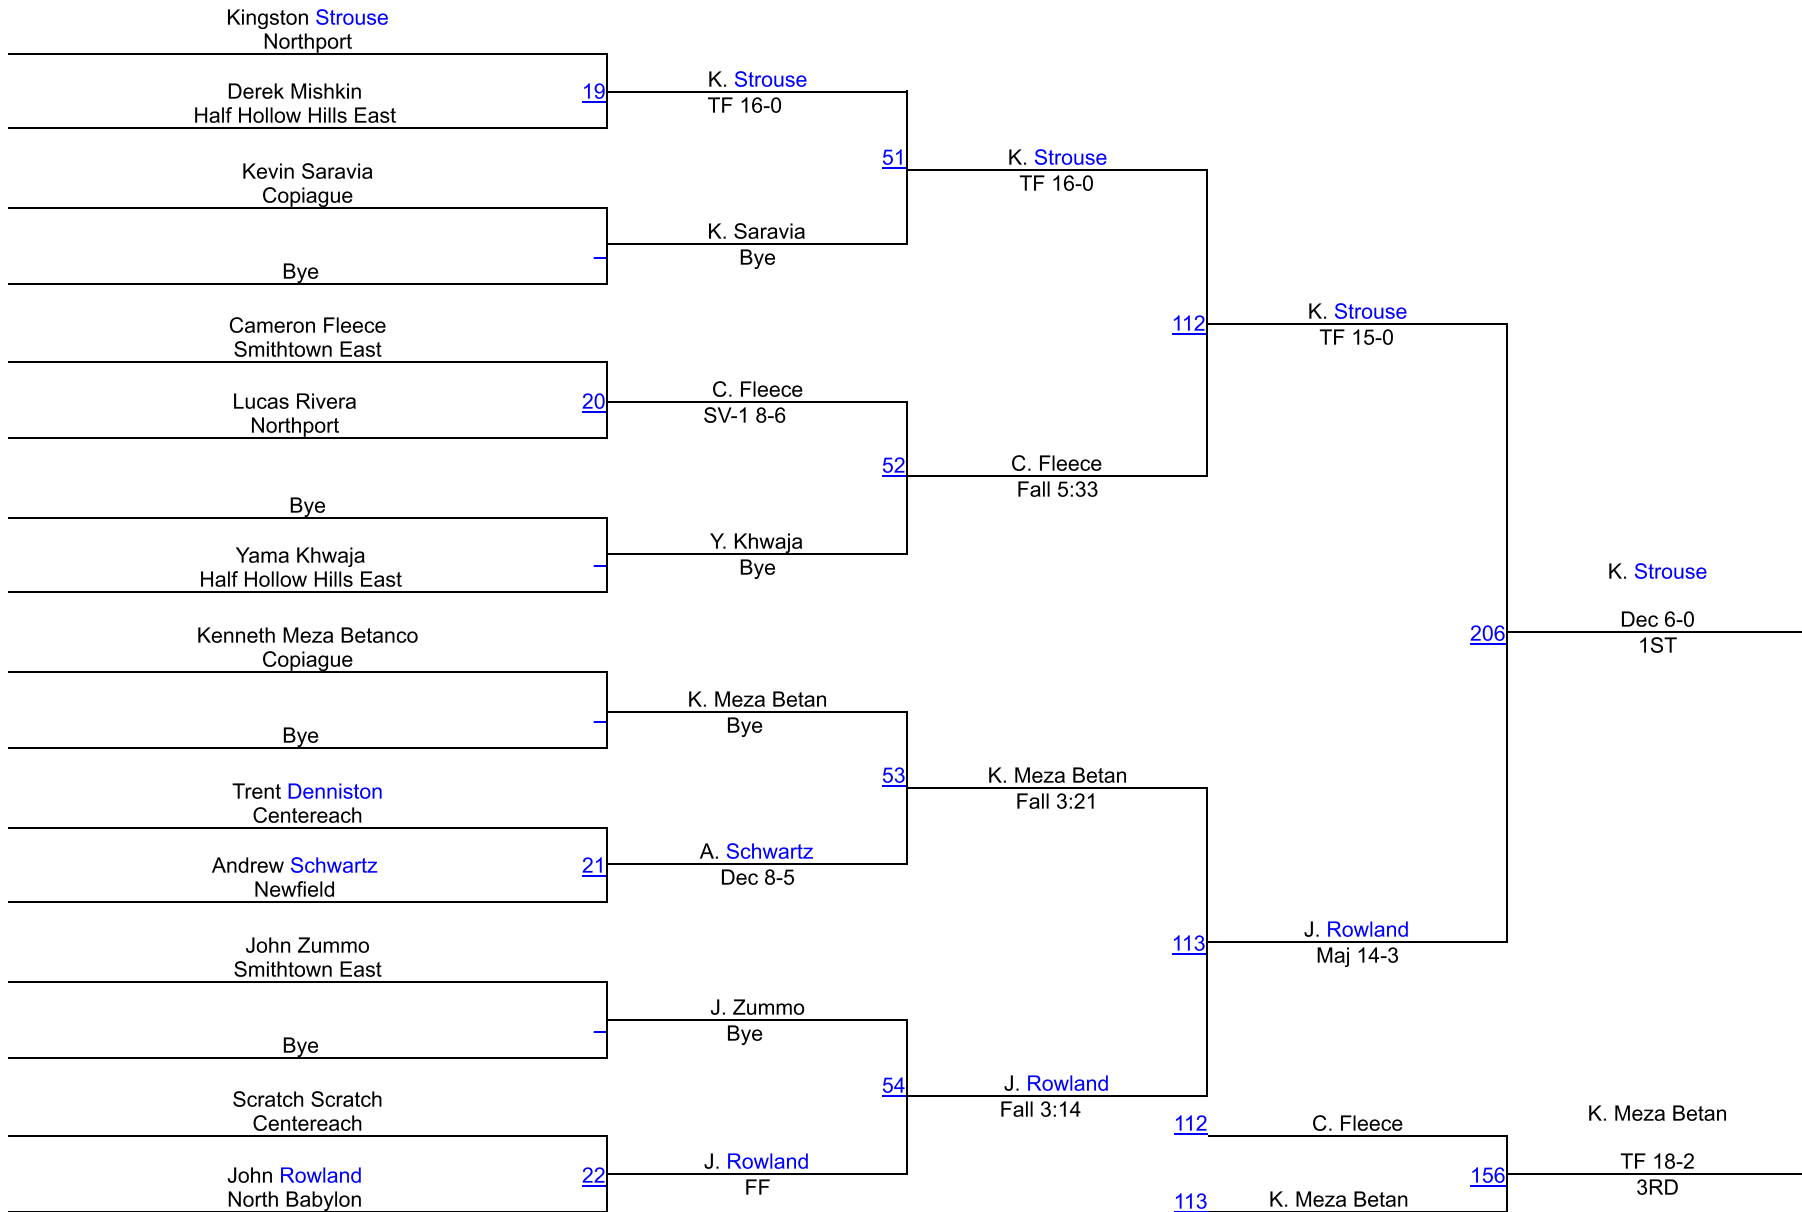 Kingston Strouse
Northport
Derek Mishkin
Half Hollow Hills East
19
Kevin Saravia
Copiague
Bye
Cameron Fleece
Smithtown East
Lucas Rivera
Northport
20
Bye
Yama Khwaja
Half Hollow Hills East
Kenneth Meza Betanco
Copiague
Bye
Trent Denniston
Centereach
Andrew Schwartz
Newfield
21
John Zummo
Smithtown East
Bye
Scratch Scratch
Centereach
John Rowland
North Babylon
22
K. Strouse
TF 16-0
51
K. Saravia
Bye
C. Fleece
SV-1 8-6
52
Y. Khwaja
Bye
K. Meza Betan
Bye
53
A. Schwartz
Dec 8-5
J. Zummo
Bye
54
J. Rowland
FF
K. Strouse
TF 16-0
112
C. Fleece
Fall 5:33
K. Meza Betan
Fall 3:21
113
J. Rowland
Fall 3:14
K. Strouse
TF 15-0
206
J. Rowland
Maj 14-3
K. Strouse
Dec 6-0
1ST
112
C. Fleece
156
113
K. Meza Betan
K. Meza Betan
TF 18-2
3RD